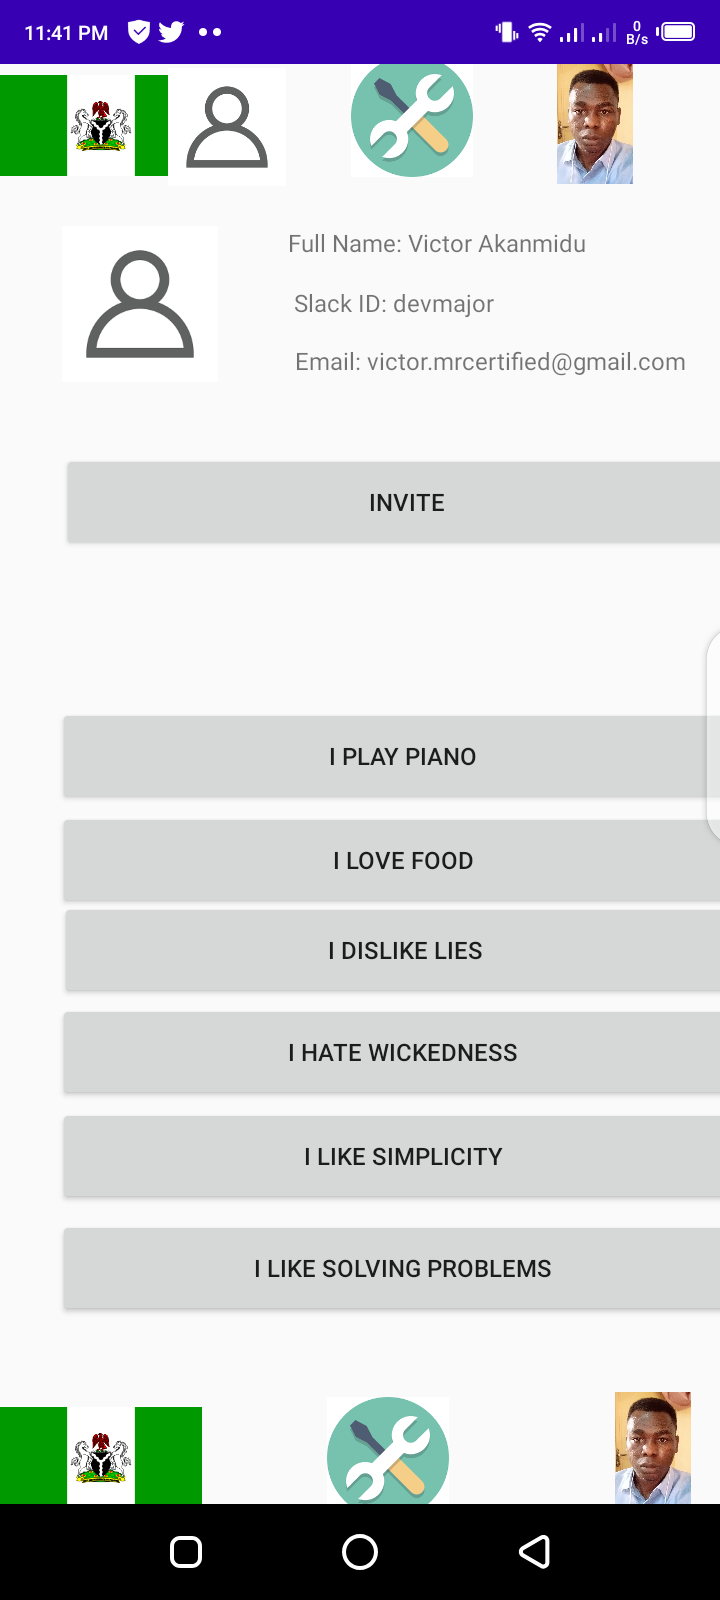 11:41 PM
0
B/s
Full Name: Victor Akanmidu
Slack ID: devmajor
Email: victor.mrcertified@gmail.com
INVITE
I PLAY PIANO
I LOVE FOOD
I DISLIKE LIES
I HATE WICKEDNESS
I LIKE SIMPLICITY
I LIKE SOLVING PROBLEMS